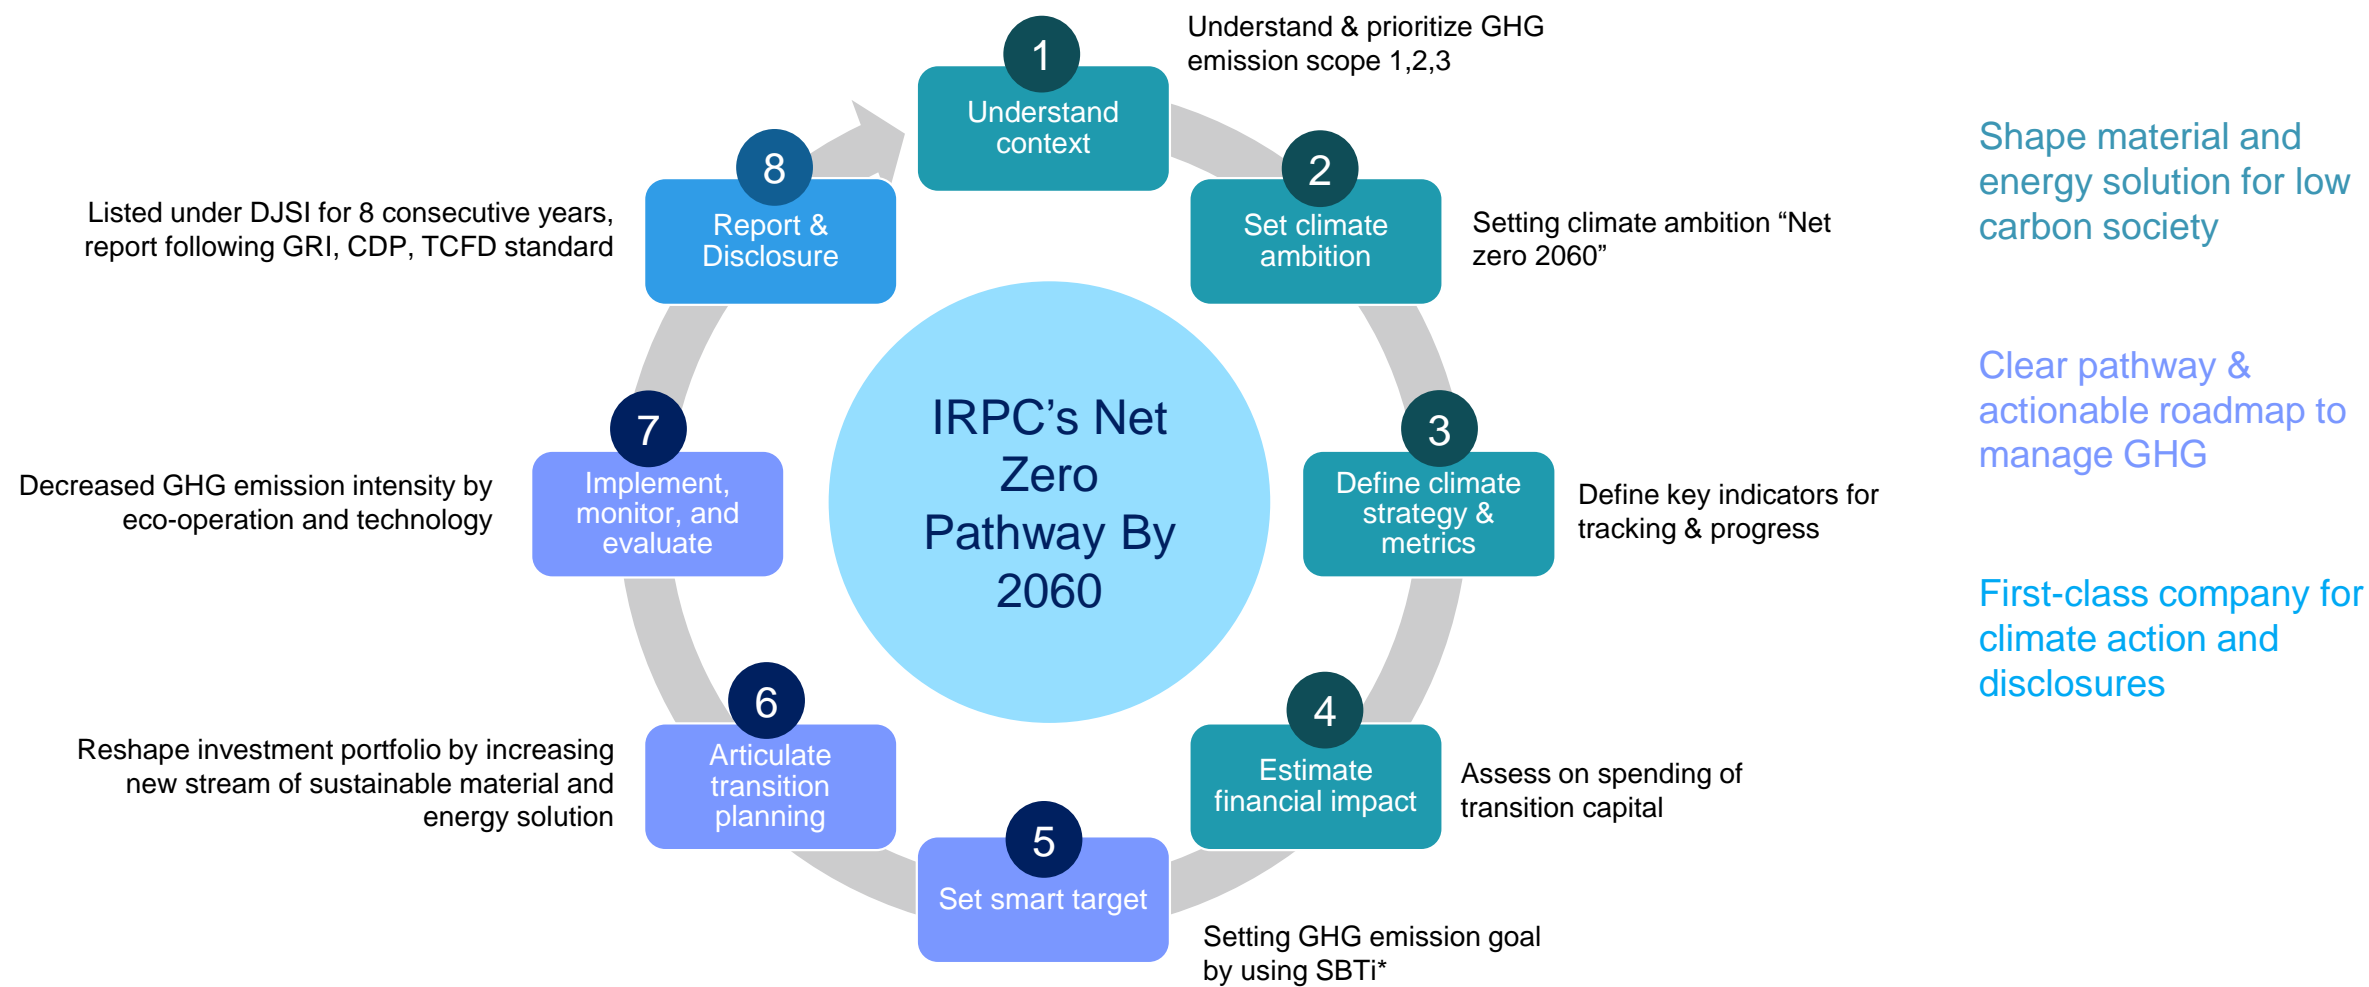 1
Understand
context
Understand & prioritize GHG
emission scope 1,2,3
2
Set climate
ambition
Setting climate ambition “Net
zero 2060”
3
Define climate
strategy &
metrics
Define key indicators for
tracking & progress
4
Estimate
financial impact
Assess on spending of
transition capital
5
Set smart target
Setting GHG emission goal
by using SBTi*
6
Articulate
transition
planning
Reshape investment portfolio by increasing
new stream of sustainable material and
energy solution
7
Implement,
monitor, and
evaluate
Decreased GHG emission intensity by
eco-operation and technology
8
Report &
Disclosure
Listed under DJSI for 8 consecutive years,
report following GRI, CDP, TCFD standard
IRPC’s Net
Zero
Pathway By
2060
Shape material and
energy solution for low
carbon society
Clear pathway &
actionable roadmap to
manage GHG
First-class company for
climate action and
disclosures